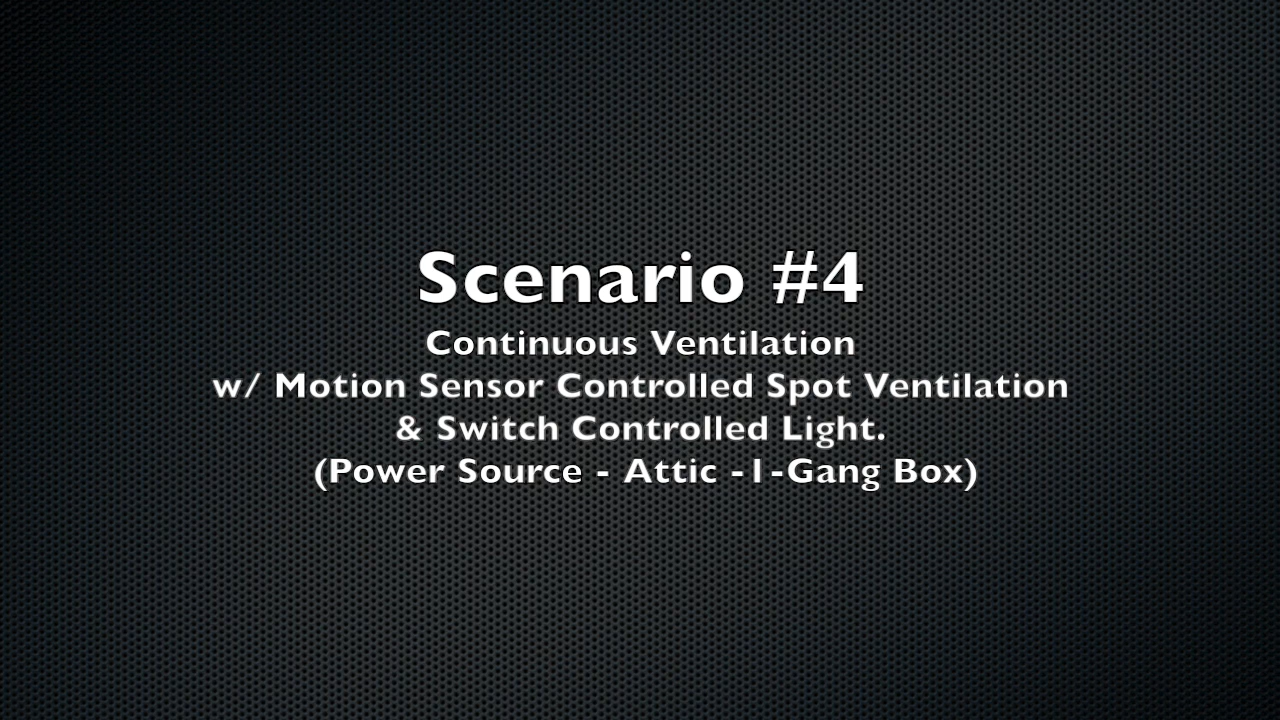 Scenario #4
Continuous Ventilation
w/ Motion Sensor Controlled Spot Ventilation
& Switch Controlled Light.
(Power Source - Attic -1-Gang Box)